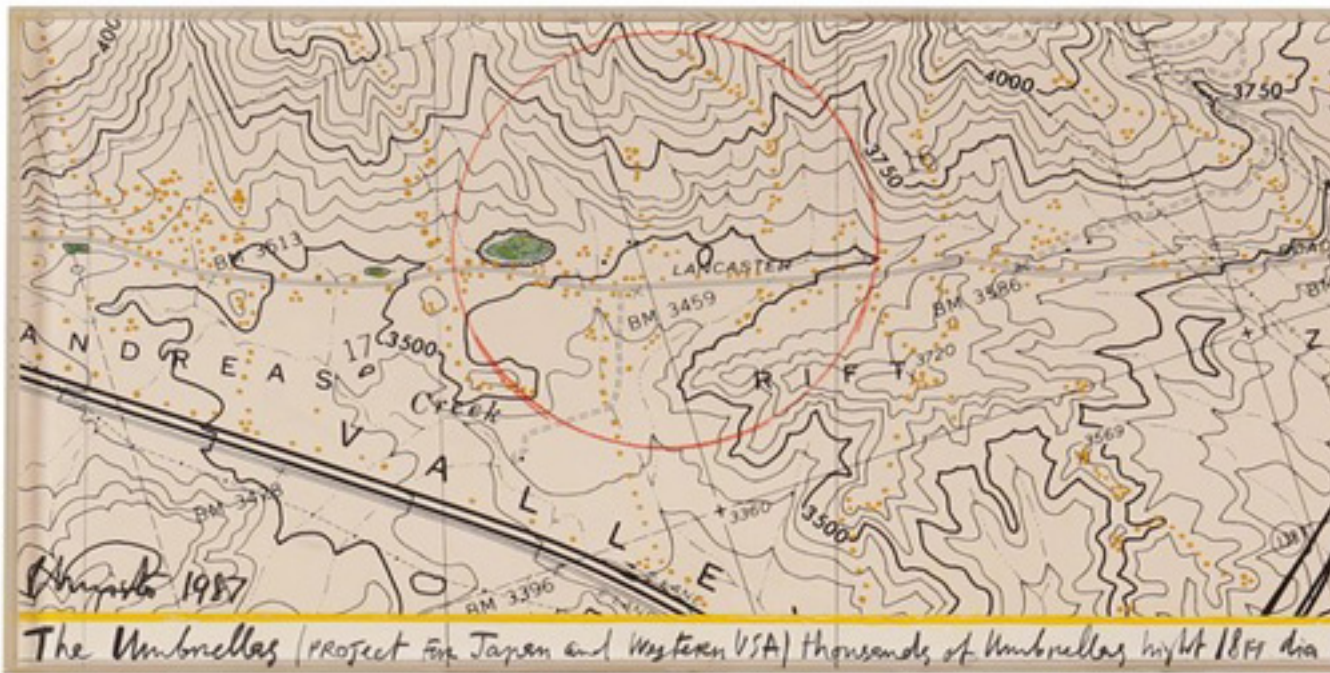 400
4000
3750
16
3750
BM 3613
LANCASTER
BM 3586
BM 3459
ANDREAS
17
3500
3720
RIFT
Z
Creek
VALLE
3569
BM
3360
3500
BM 3396
Christo 1987
The Umbrellas (PROJECT FOR Japan and Western USA) thousands of Umbrellas hight 18FT dia